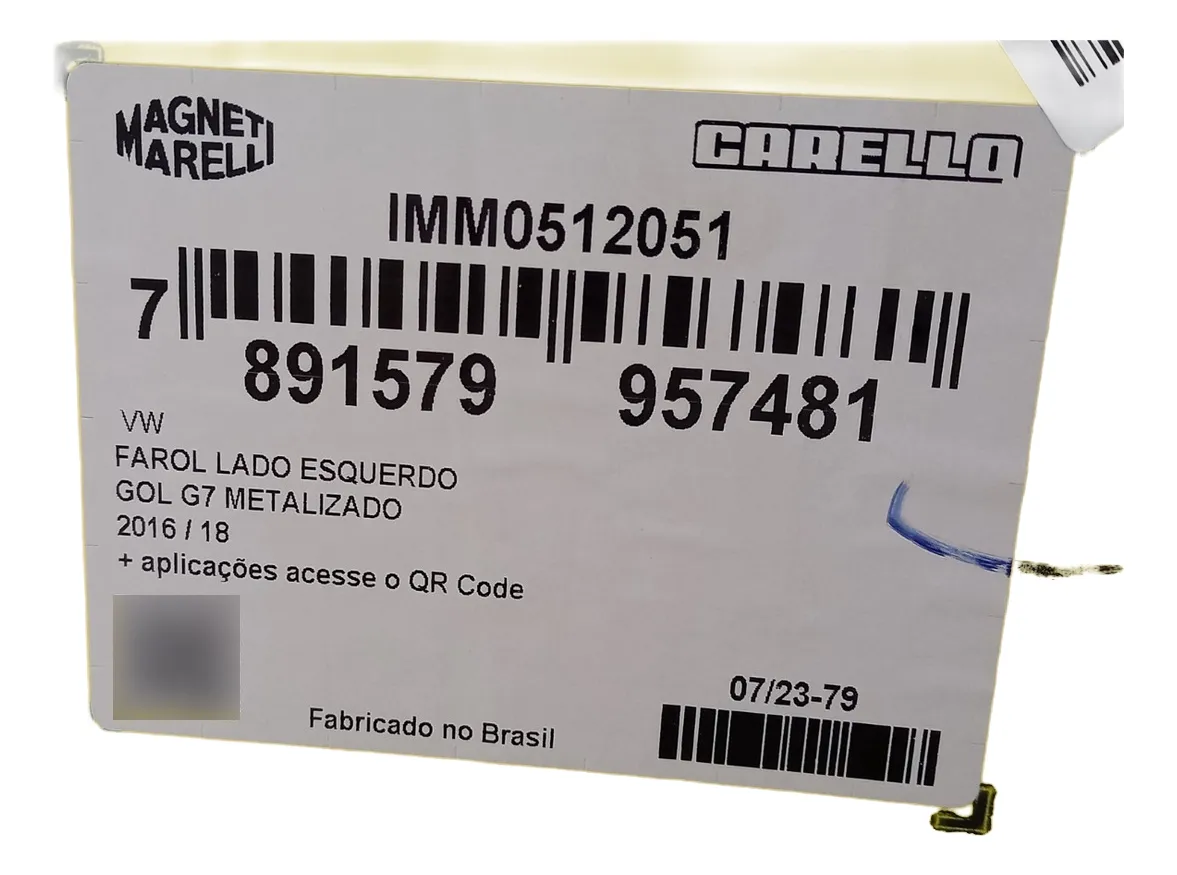 MAGNETI
MARELLI
CARELLO
IMM0512051
7 891579 957481
VW
FAROL LADO ESQUERDO
GOL G7 METALIZADO
2016 / 18
+ aplicações acesse o QR Code
Fabricado no Brasil
07/23-79